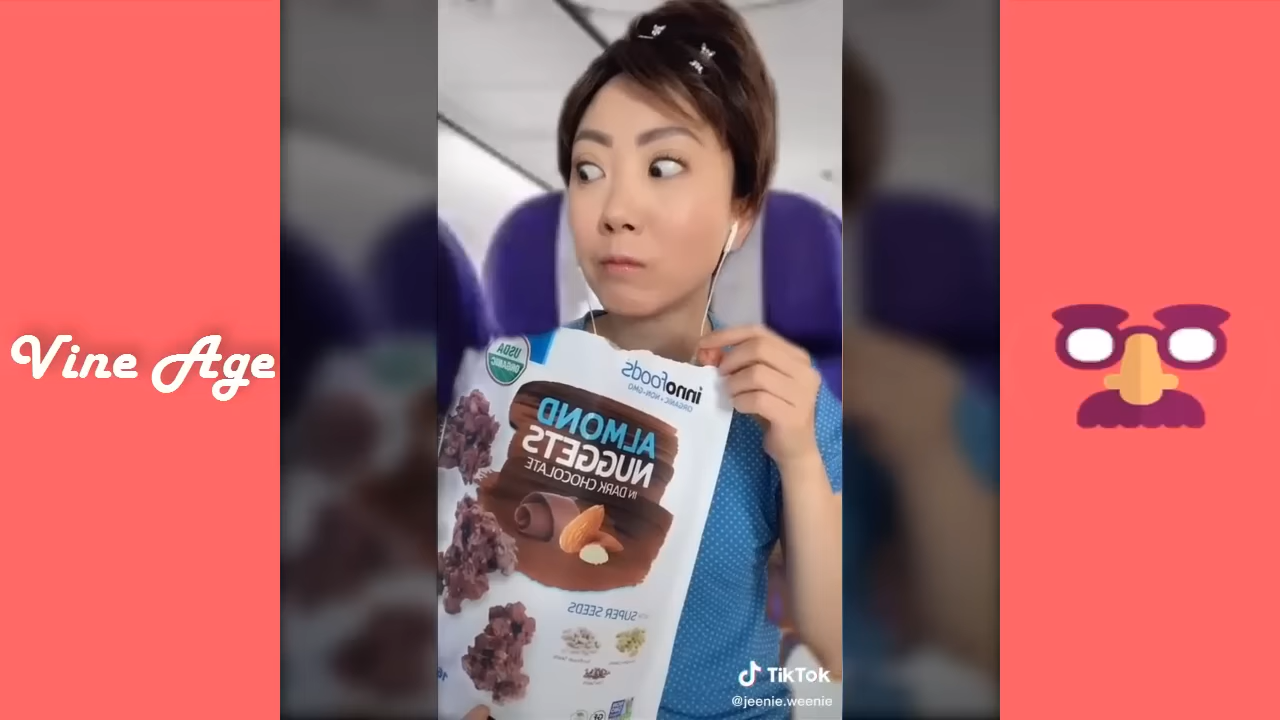 Vine Age
USDA
ORGANIC
innofoods
ORGANIC • NON-GMO
ALMOND
NUGGETS
IN DARK CHOCOLATE
SUPER SEEDS
TikTok
@jeenie.weenie